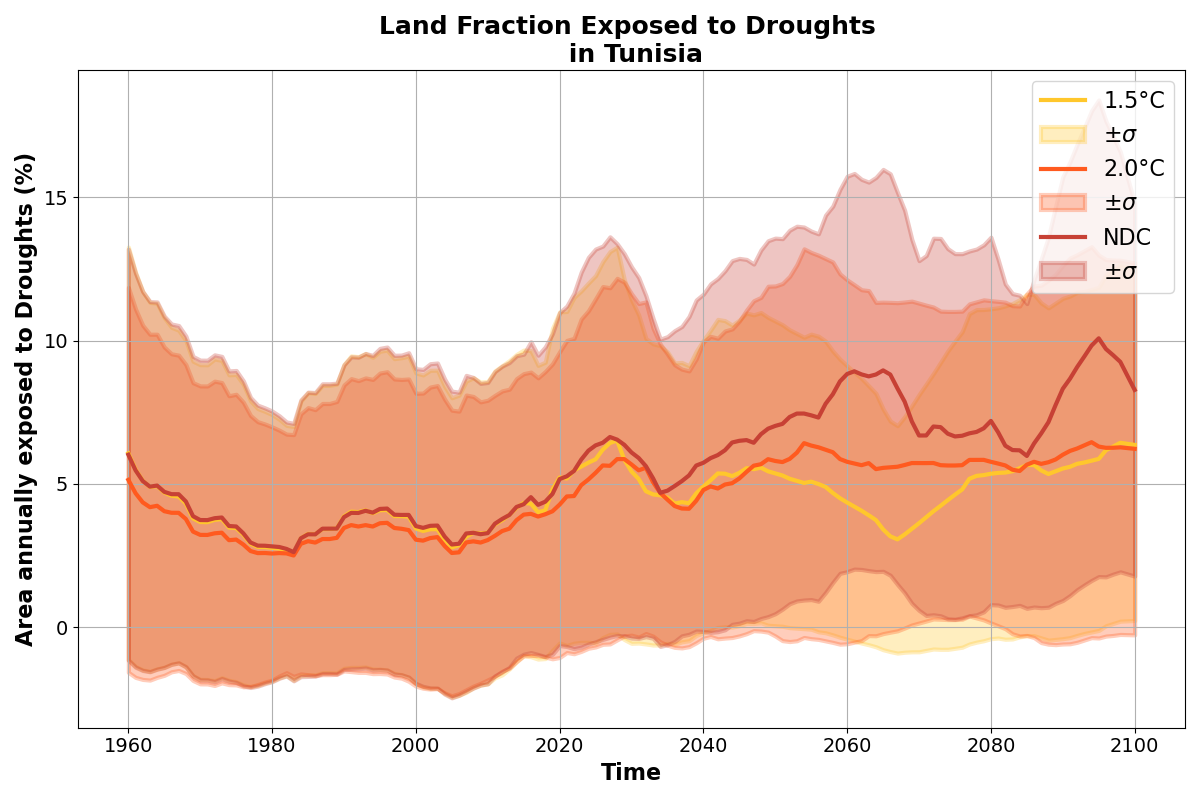 Land Fraction Exposed to Droughts
in Tunisia
Area annually exposed to Droughts (%)
15
10
5
0
1.5°C
±σ
2.0°C
±σ
NDC
±σ
1960 1980 2000 2020 2040 2060 2080 2100
Time